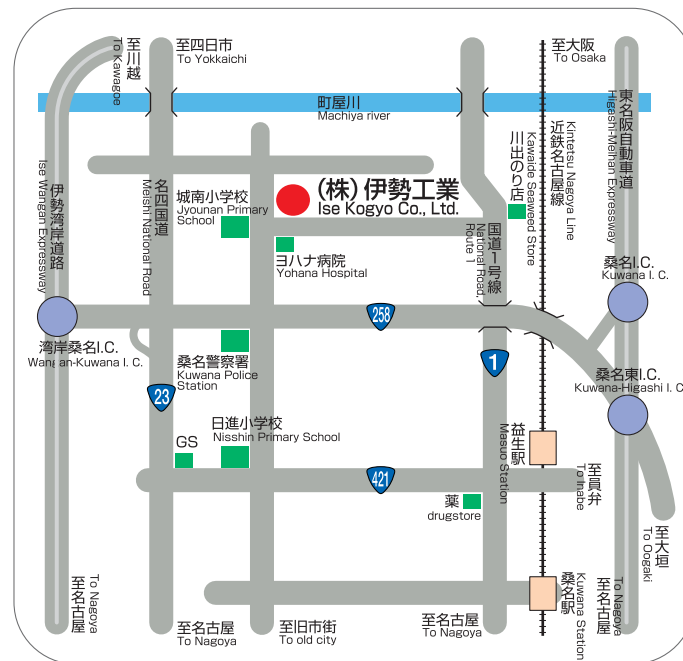 至川越
To Kawagoe
至四日市
To Yokkaichi
至大阪
To Osaka
町屋川
Machiya river
東名阪自動車道
Higashi-Meihan Expressway
近鉄名古屋線
Kintetsu Nagoya Line
川出のり店
Kawaide Seaweed Store
伊勢湾岸道路
Ise Wangan Expressway
名四国道
Meishi National Road
城南小学校
Jyounan Primary
School
(株)伊勢工業
Ise Kogyo Co., Ltd.
ヨハナ病院
Yohana Hospital
国道1号線
National Road,
Route 1
桑名I.C.
Kuwana I. C.
258
湾岸桑名I.C.
Wangan-Kuwana I. C.
桑名警察署
Kuwana Police
Station
1
桑名東I.C.
Kuwana-Higashi I. C
23
日進小学校
Nisshin Primary School
GS
益生駅
Masuo Station
421
至員弁
To Inabe
薬
drugstore
至大垣
To Oogaki
桑名駅
Kuwana Station
至名古屋
To Nagoya
至名古屋
To Nagoya
至旧市街
To old city
至名古屋
To Nagoya
至名古屋
To Nagoya